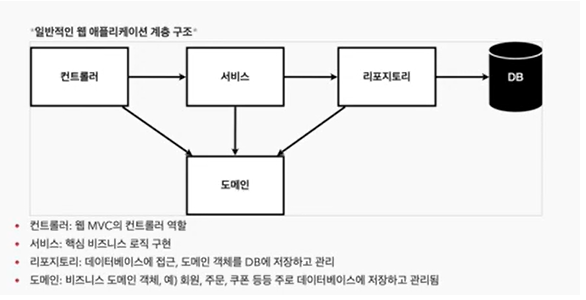 "일반적인 웹 애플리케이션 계층 구조"
컨트롤러
서비스
리포지토리
DB
도메인
• 컨트롤러: 웹 MVC의 컨트롤러 역할
• 서비스: 핵심 비즈니스 로직 구현
• 리포지토리: 데이터베이스에 접근, 도메인 객체를 DB에 저장하고 관리
• 도메인: 비즈니스 도메인 객체, 예) 회원, 주문, 쿠폰 등등 주로 데이터베이스에 저장하고 관리됨